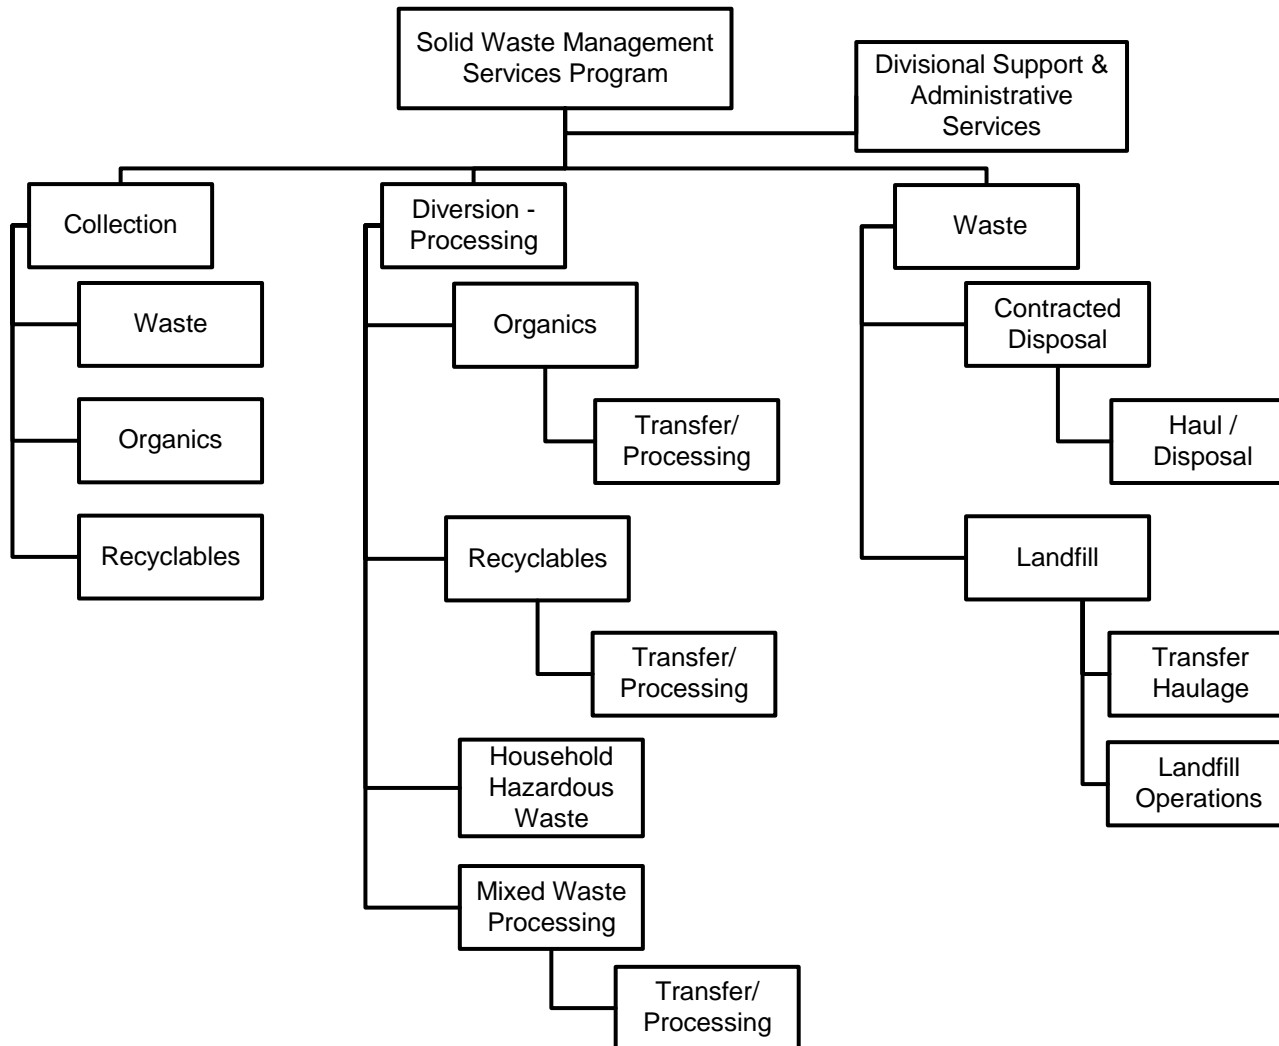 Solid Waste Management
Services Program
Divisional Support &
Administrative
Services
Collection
Waste
Organics
Recyclables
Diversion -
Processing
Organics
Transfer/
Processing
Recyclables
Transfer/
Processing
Household
Hazardous
Waste
Mixed Waste
Processing
Transfer/
Processing
Waste
Contracted
Disposal
Haul /
Disposal
Landfill
Transfer
Haulage
Landfill
Operations